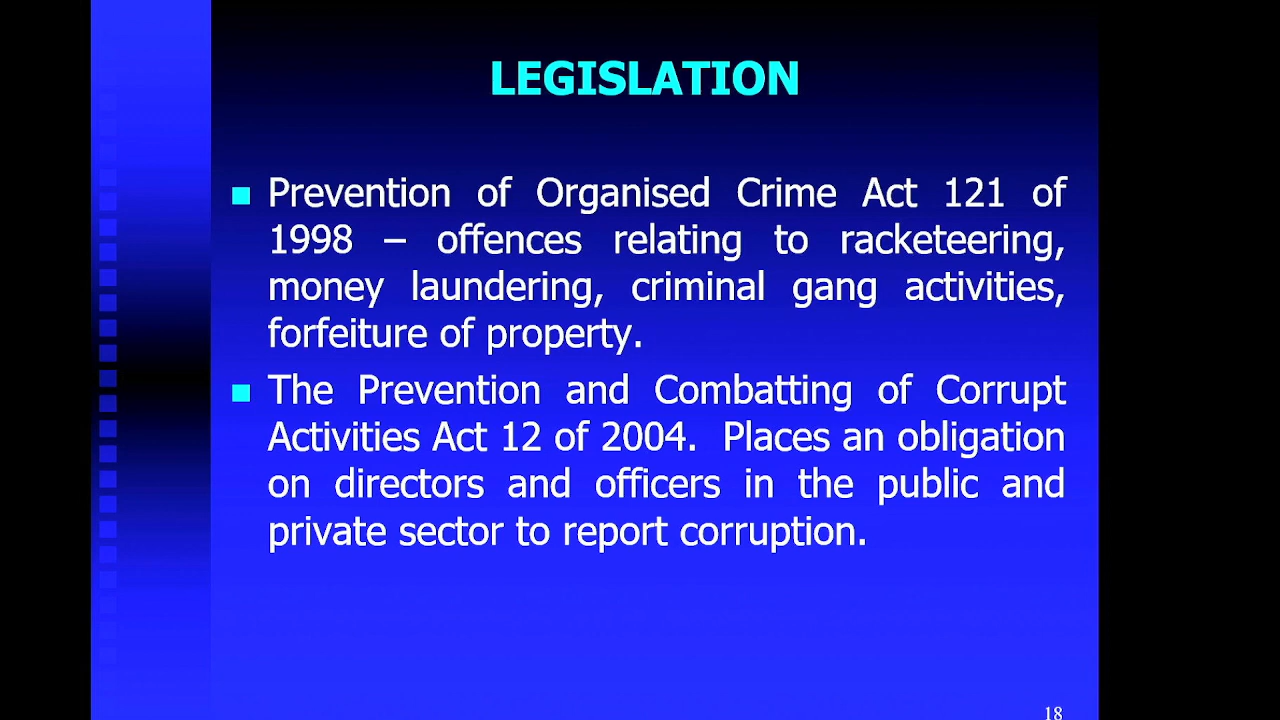 LEGISLATION
Prevention of Organised Crime Act 121 of
1998 – offences relating to racketeering,
money laundering, criminal gang activities,
forfeiture of property.
The Prevention and Combatting of Corrupt
Activities Act 12 of 2004. Places an obligation
on directors and officers in the public and
private sector to report corruption.
18